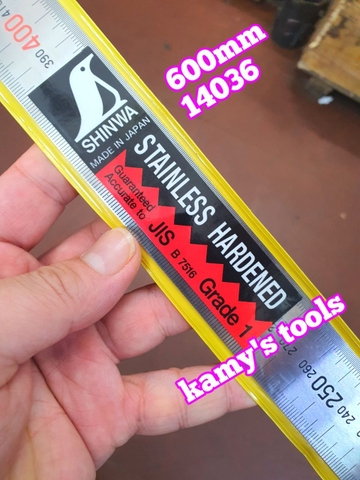 600mm
14036
SHINWA
MADE IN JAPAN
STAINLESS HARDENED
Guaranteed
Accurate to JIS B 7516 Grade 1
kamy's tools
400
390
260
250
240